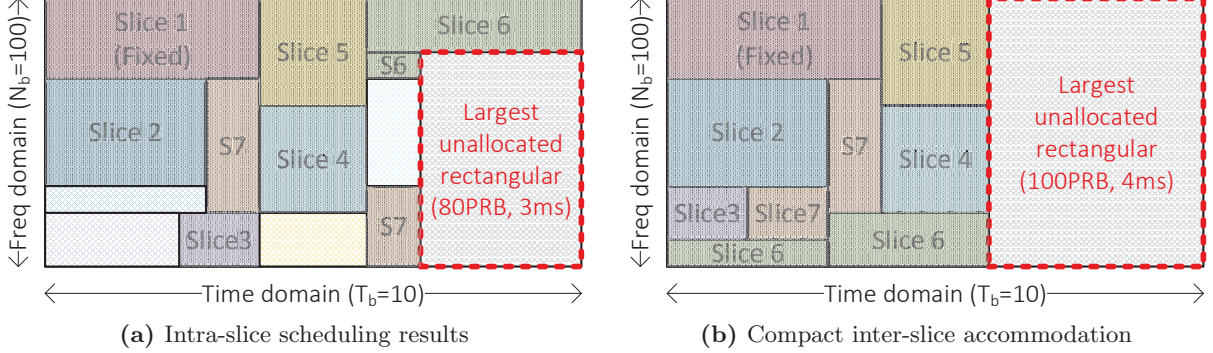 ←Freq domain (N_b=100)→
Slice 1
(Fixed)
Slice 5
Slice 6
S6
Slice 2
S7
Slice 4
Largest
unallocated
rectangular
(80PRB, 3ms)
S7
Slice3
Time domain (T_b=10)
(a) Intra-slice scheduling results
←Freq domain (N_b=100)→
Slice 1
(Fixed)
Slice 5
Slice 2
S7
Slice 4
Largest
unallocated
rectangular
(100PRB, 4ms)
Slice3
Slice7
Slice 6
Slice 6
Time domain (T_b=10)
(b) Compact inter-slice accommodation